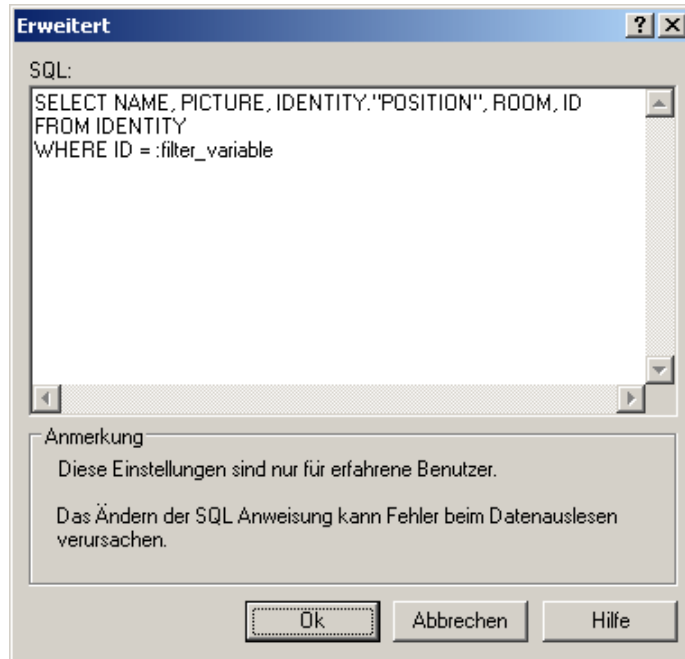 Erweitert
SQL:
SELECT NAME, PICTURE, IDENTITY."POSITION", ROOM, ID
FROM IDENTITY
WHERE ID = :filter_variable
Anmerkung
Diese Einstellungen sind nur für erfahrene Benutzer.
Das Ändern der SQL Anweisung kann Fehler beim Datenauslesen
verursachen.
Ok Abbrechen Hilfe